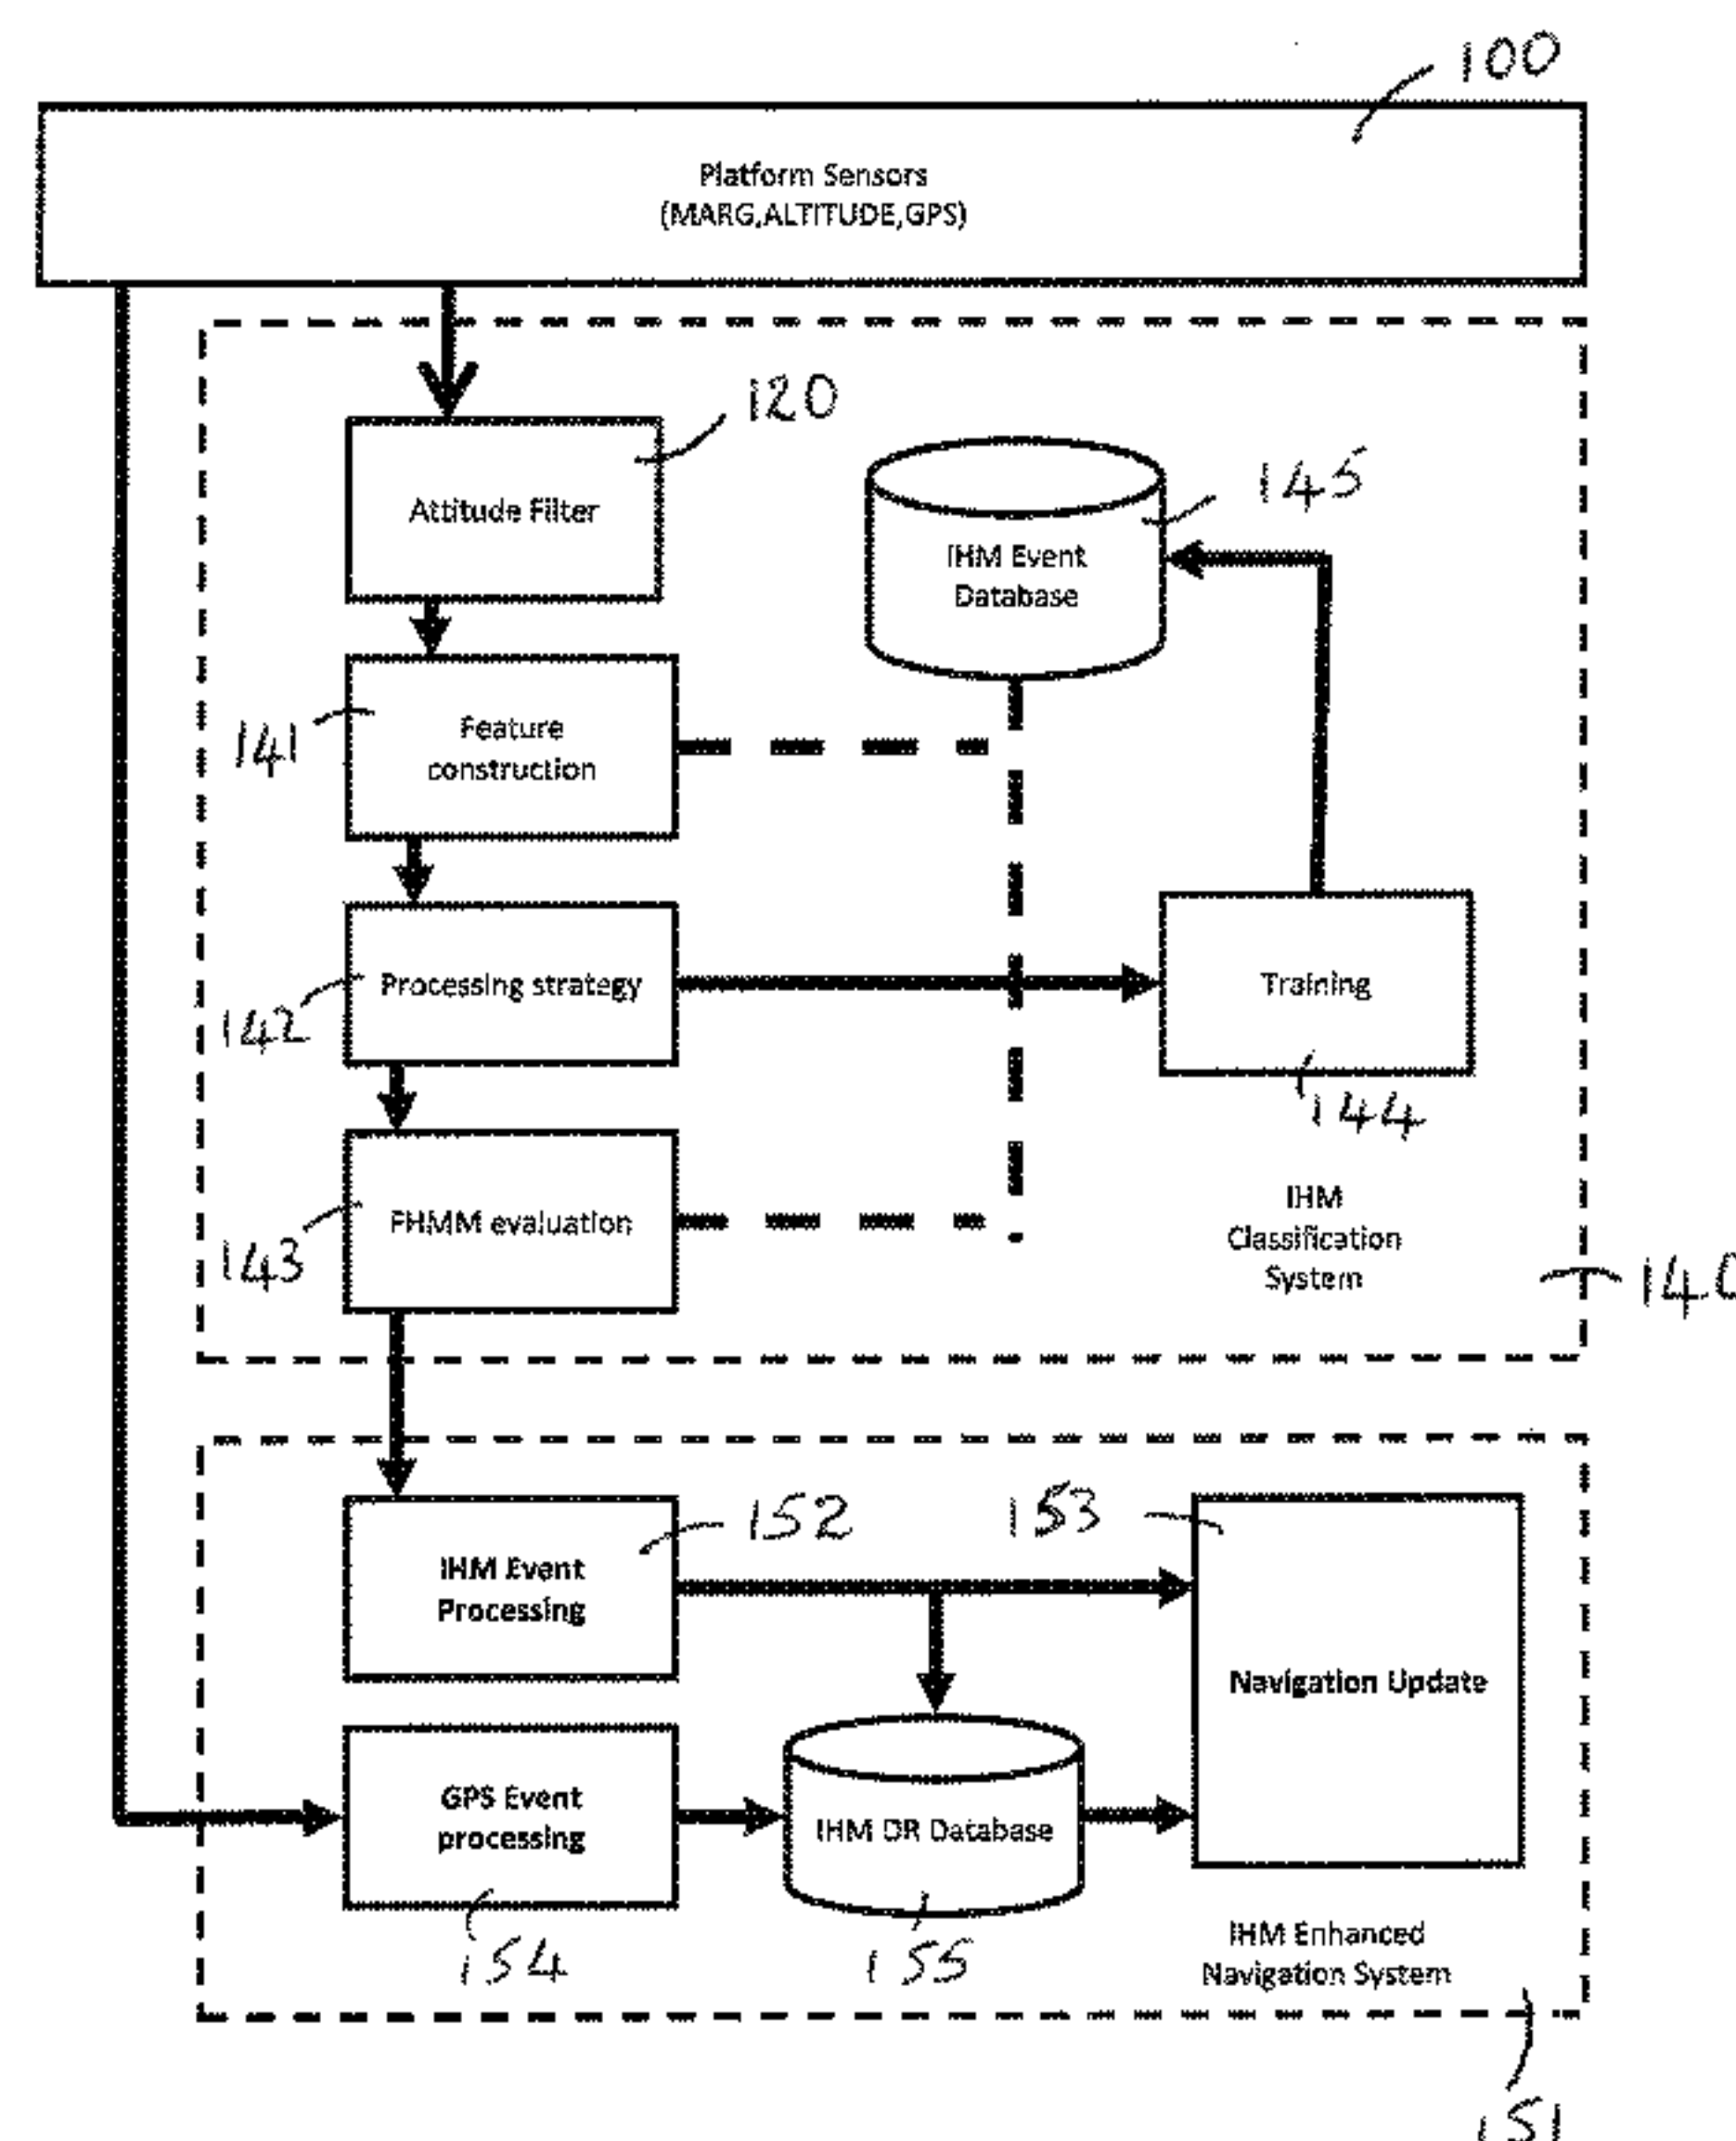 100
Platform Sensors
(MARG,ALTITUDE,GPS)
120
Attitude Filter
145
IHM Event
Database
141
Feature
construction
142
Processing strategy
Training
144
143
FHMM evaluation
IHM
Classification
System
140
152
153
IHM Event
Processing
Navigation Update
GPS Event
processing
IHM DR Database
154
155
IHM Enhanced
Navigation System
151